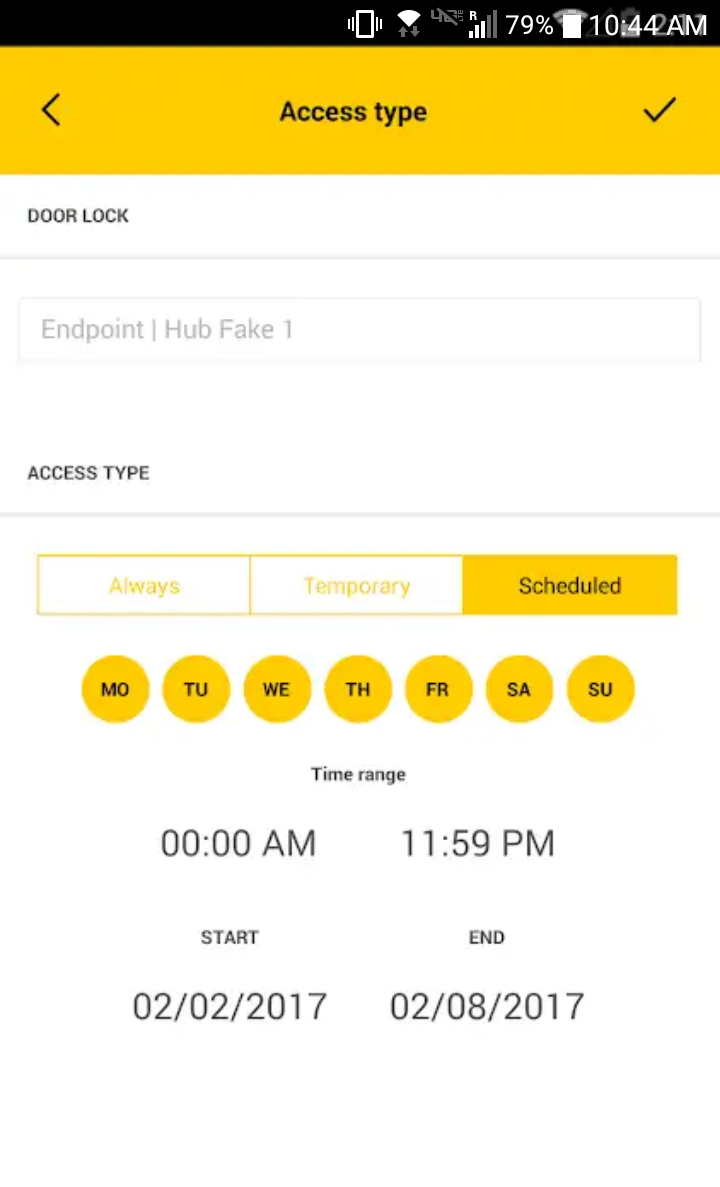 79% 10:44 AM
Access type
DOOR LOCK
Endpoint | Hub Fake 1
ACCESS TYPE
Always Temporary Scheduled
MO TU WE TH FR SA SU
Time range
00:00 AM 11:59 PM
START END
02/02/2017 02/08/2017